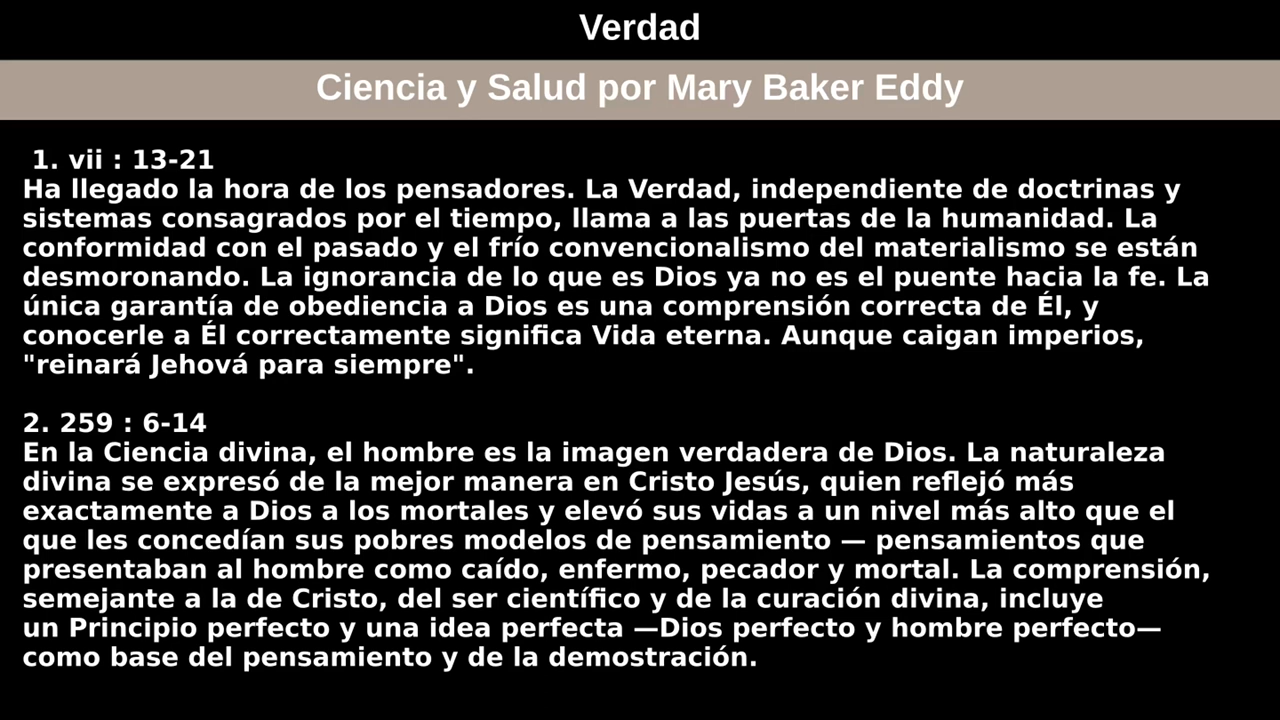 Verdad
Ciencia y Salud por Mary Baker Eddy
1. vii : 13-21
Ha llegado la hora de los pensadores. La Verdad, independiente de doctrinas y
sistemas consagrados por el tiempo, llama a las puertas de la humanidad. La
conformidad con el pasado y el frío convencionalismo del materialismo se están
desmoronando. La ignorancia de lo que es Dios ya no es el puente hacia la fe. La
única garantía de obediencia a Dios es una comprensión correcta de Él, y
conocerle a Él correctamente significa Vida eterna. Aunque caigan imperios,
"reinará Jehová para siempre".
2. 259 : 6-14
En la Ciencia divina, el hombre es la imagen verdadera de Dios. La naturaleza
divina se expresó de la mejor manera en Cristo Jesús, quien reflejó más
exactamente a Dios a los mortales y elevó sus vidas a un nivel más alto que el
que les concedían sus pobres modelos de pensamiento — pensamientos que
presentaban al hombre como caído, enfermo, pecador y mortal. La comprensión,
semejante a la de Cristo, del ser científico y de la curación divina, incluye
un Principio perfecto y una idea perfecta —Dios perfecto y hombre perfecto—
como base del pensamiento y de la demostración.